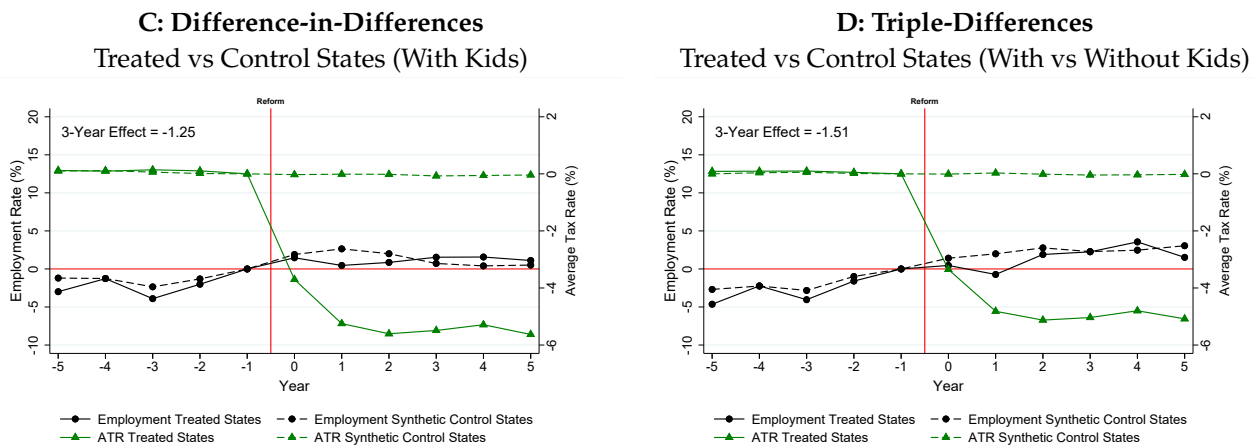 C: Difference-in-Differences
Treated vs Control States (With Kids)
Reform
3-Year Effect = -1.25
Employment Rate (%)
20
15
10
5
0
-5
-10
Average Tax Rate (%)
2
0
-2
-4
-6
-5 -4 -3 -2 -1 0 1 2 3 4 5
Year
Employment Treated States
Employment Synthetic Control States
ATR Treated States
ATR Synthetic Control States
D: Triple-Differences
Treated vs Control States (With vs Without Kids)
Reform
3-Year Effect = -1.51
Employment Rate (%)
20
15
10
5
0
-5
-10
Average Tax Rate (%)
2
0
-2
-4
-6
-5 -4 -3 -2 -1 0 1 2 3 4 5
Year
Employment Treated States
Employment Synthetic Control States
ATR Treated States
ATR Synthetic Control States